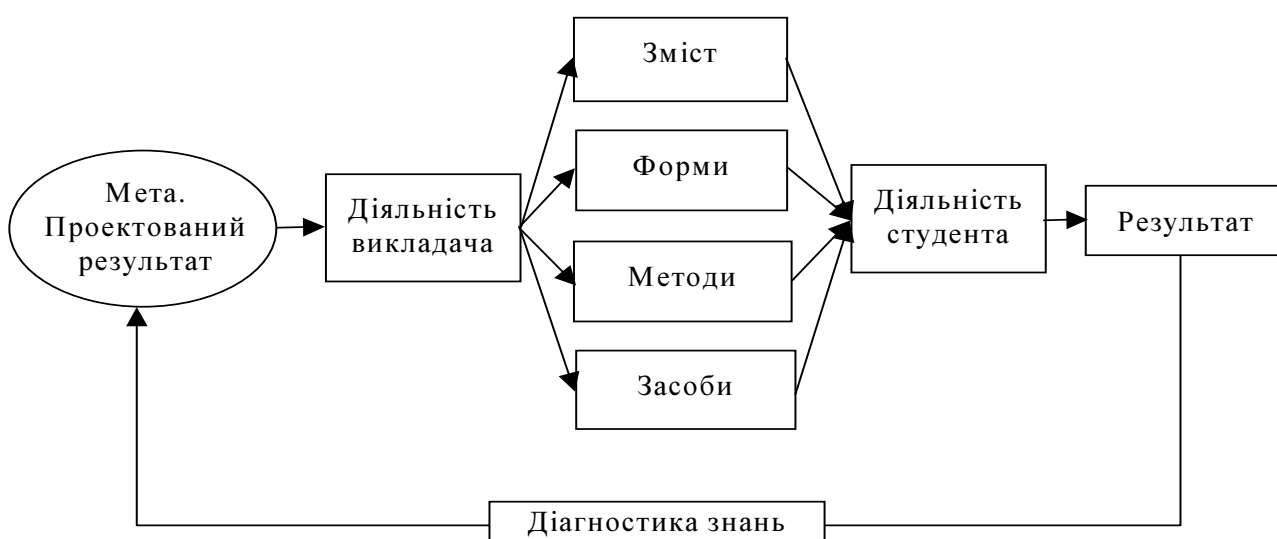 Зміст
Форми
Мета.
Проектований
результат
Діяльність
викладача
Діяльність
студента
Результат
Методи
Засоби
Діагностика знань